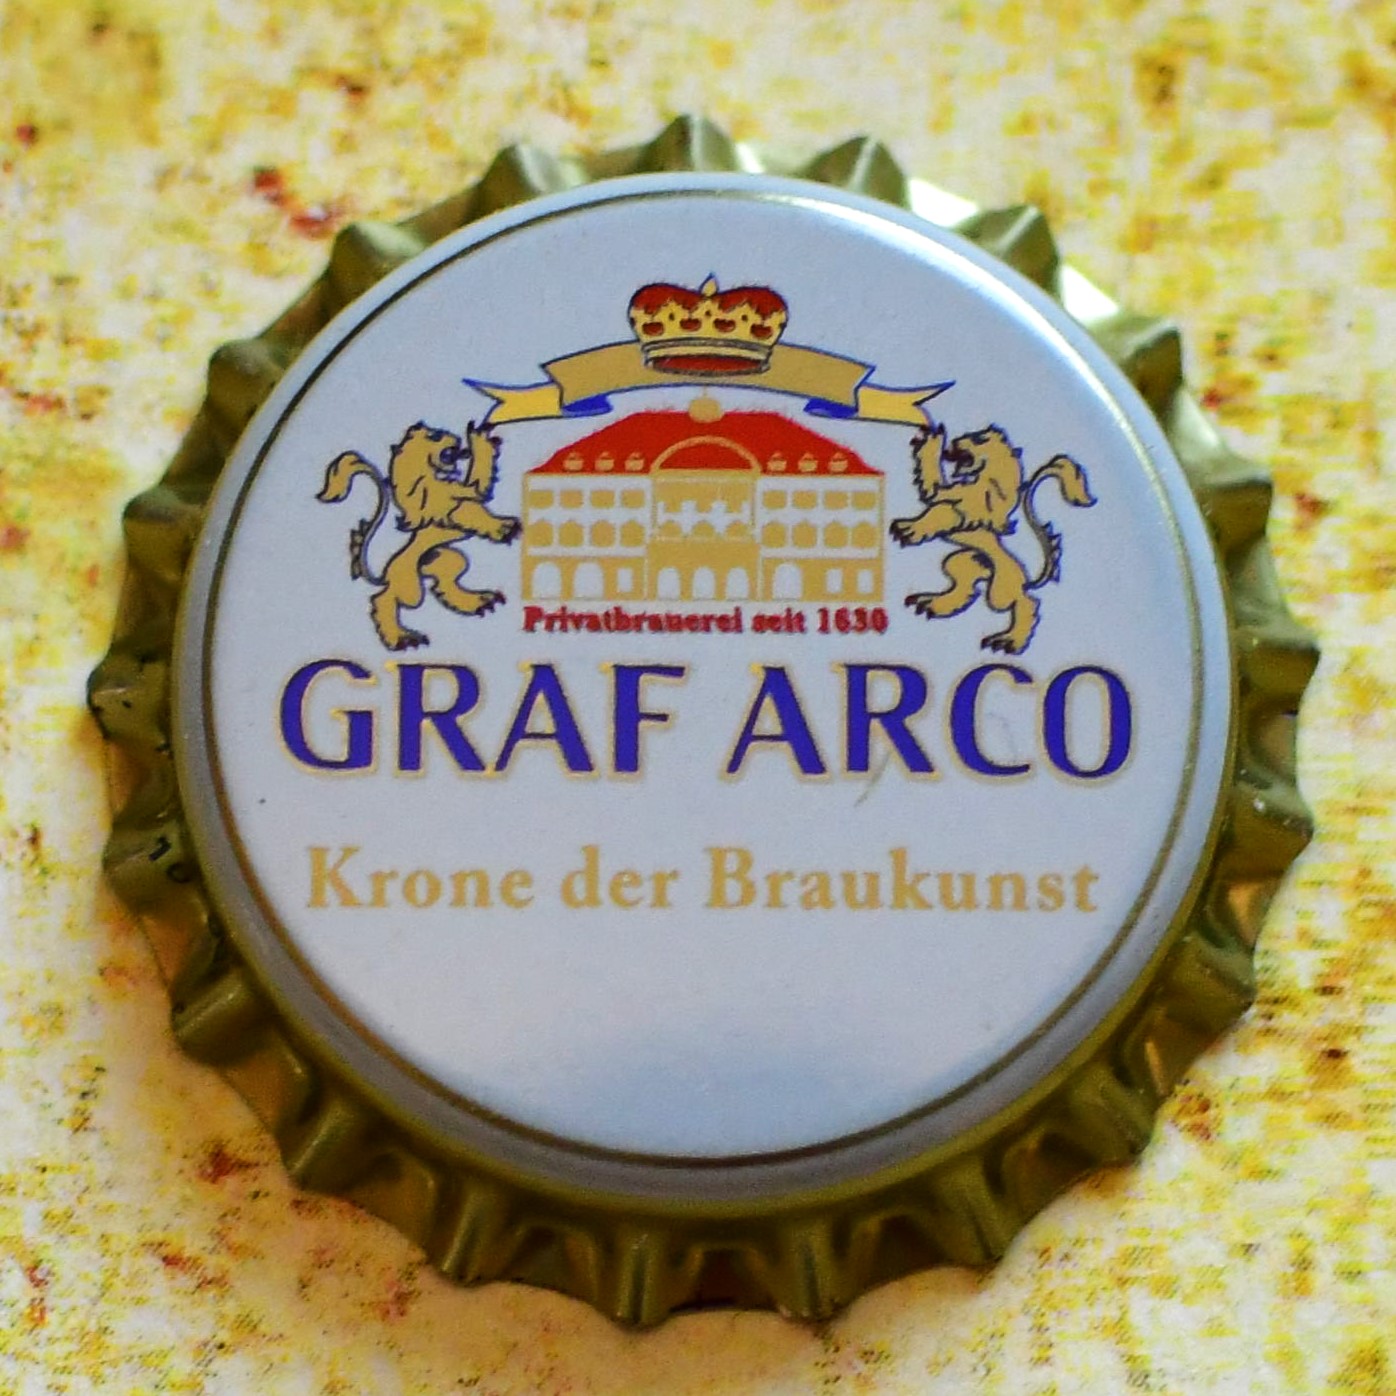 Privatbrauerei seit 1630
GRAF ARCO
Krone der Braukunst